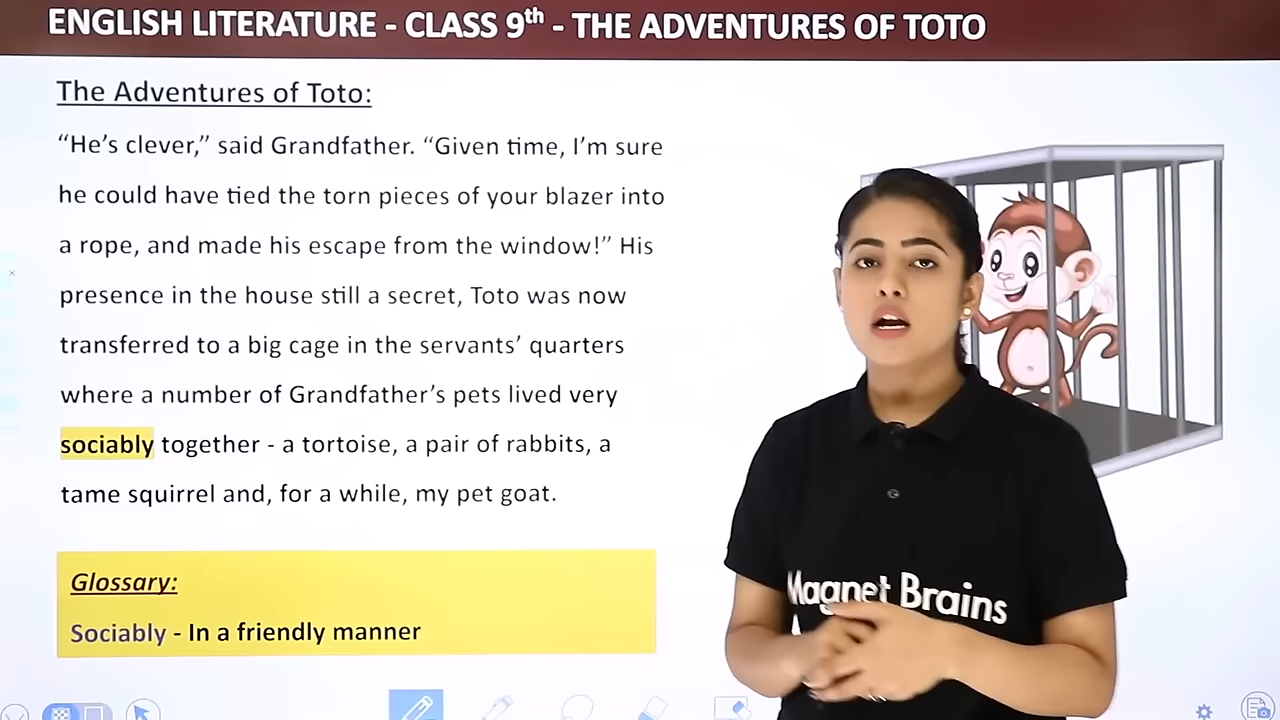 ENGLISH LITERATURE - CLASS 9th - THE ADVENTURES OF TOTO
The Adventures of Toto:
“He’s clever,” said Grandfather. “Given time, I’m sure
he could have tied the torn pieces of your blazer into
a rope, and made his escape from the window!” His
presence in the house still a secret, Toto was now
transferred to a big cage in the servants’ quarters
where a number of Grandfather’s pets lived very
sociably together - a tortoise, a pair of rabbits, a
tame squirrel and, for a while, my pet goat.
Glossary:
Sociably - In a friendly manner
Magnet Brains